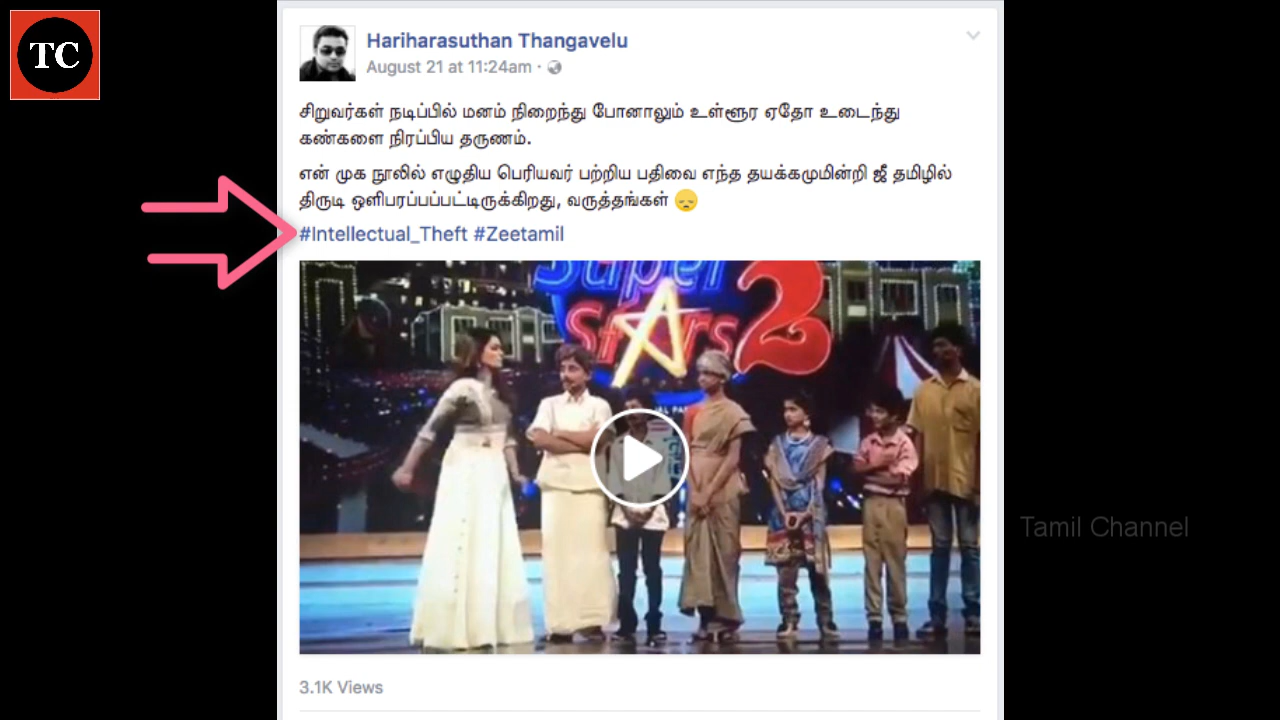 TC
Hariharasuthan Thangavelu
August 21 at 11:24am ·
சிறுவர்கள் நடிப்பில் மனம் நிறைந்து போனாலும் உள்ளூர ஏதோ உடைந்து
கண்களை நிரப்பிய தருணம்.
என் முக நூலில் எழுதிய பெரியவர் பற்றிய பதிவை எந்த தயக்கமுமின்றி ஜீ தமிழில்
திருடி ஒளிபரப்பப்பட்டிருக்கிறது, வருத்தங்கள் 😞
#Intellectual_Theft #Zeetamil
Super
Stars 2
Tamil Channel
3.1K Views